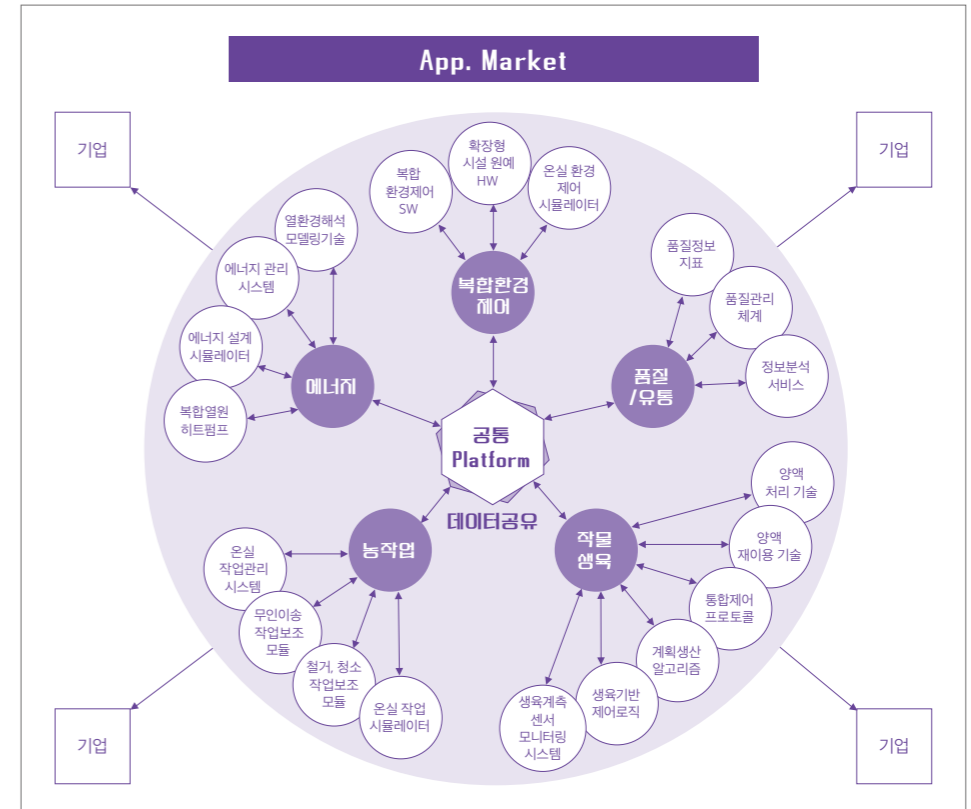 App. Market
기업
기업
복합
환경제어
SW
확장형
시설 원예
HW
온실 환경
제어
시뮬레이터
복합환경
제어
열환경해석
모델링기술
에너지 관리
시스템
에너지 설계
시뮬레이터
복합열원
히트펌프
에너지
품질정보
지표
품질관리
체계
정보분석
서비스
품질
/유통
공통
Platform
데이터공유
농작업
온실
작업관리
시스템
무인이송
작업보조
모듈
철거, 청소
작업보조
모듈
온실 작업
시뮬레이터
작물
생육
양액
처리 기술
양액
재이용 기술
통합제어
프로토콜
계획생산
알고리즘
생육기반
제어로직
생육계측
센서
모니터링
시스템
기업
기업